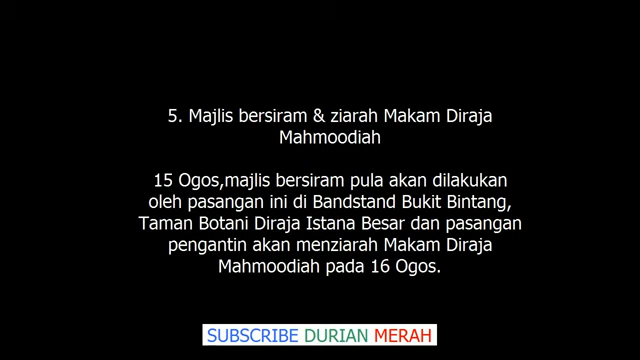 5. Majlis bersiram & ziarah Makam Diraja
Mahmoodiah
15 Ogos,majlis bersiram pula akan dilakukan
oleh pasangan ini di Bandstand Bukit Bintang,
Taman Botani Diraja Istana Besar dan pasangan
pengantin akan menziarah Makam Diraja
Mahmoodiah pada 16 Ogos.
SUBSCRIBE DURIAN MERAH